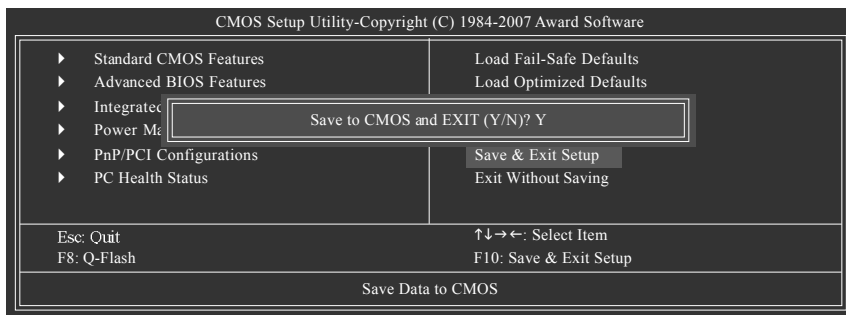 CMOS Setup Utility-Copyright (C) 1984-2007 Award Software
Standard CMOS Features
Advanced BIOS Features
Integrated
Power Ma
PnP/PCI Configurations
PC Health Status
Load Fail-Safe Defaults
Load Optimized Defaults
Save to CMOS and EXIT (Y/N)? Y
Save & Exit Setup
Exit Without Saving
Esc: Quit
↑↓→←: Select Item
F8: Q-Flash
F10: Save & Exit Setup
Save Data to CMOS